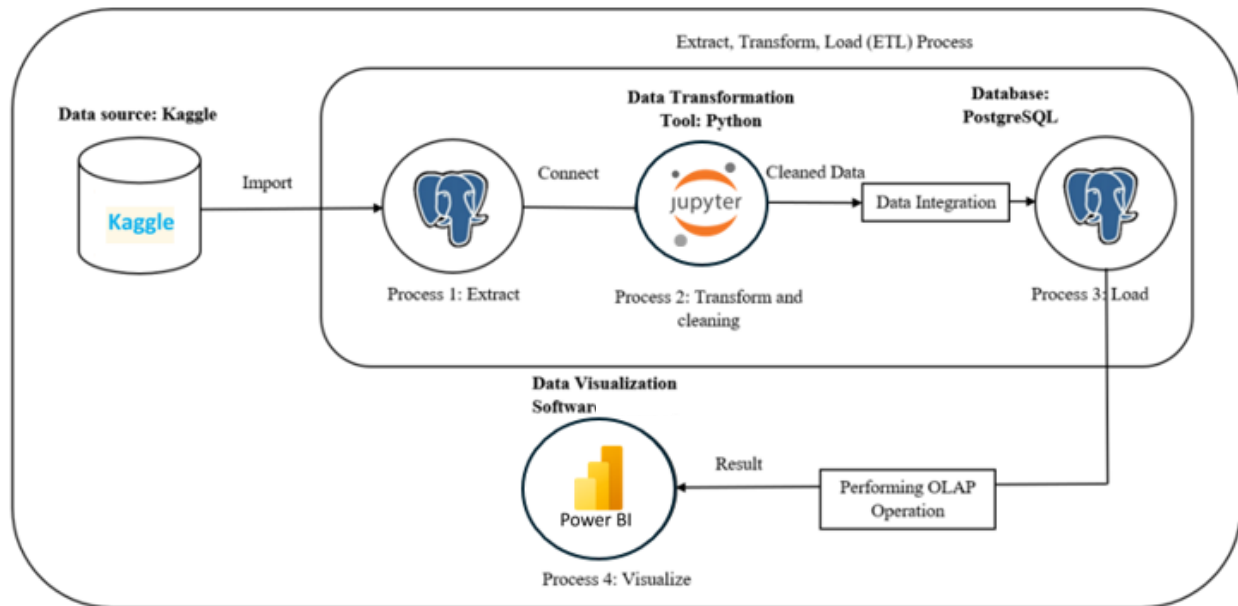 Extract, Transform, Load (ETL) Process
Data source: Kaggle
Kaggle
Import
Process 1: Extract
Connect
Data Transformation
Tool: Python
jupyter
Process 2: Transform and
cleaning
Cleaned Data
Data Integration
Database:
PostgreSQL
Process 3: Load
Performing OLAP
Operation
Result
Data Visualization
Software
Power BI
Process 4: Visualize